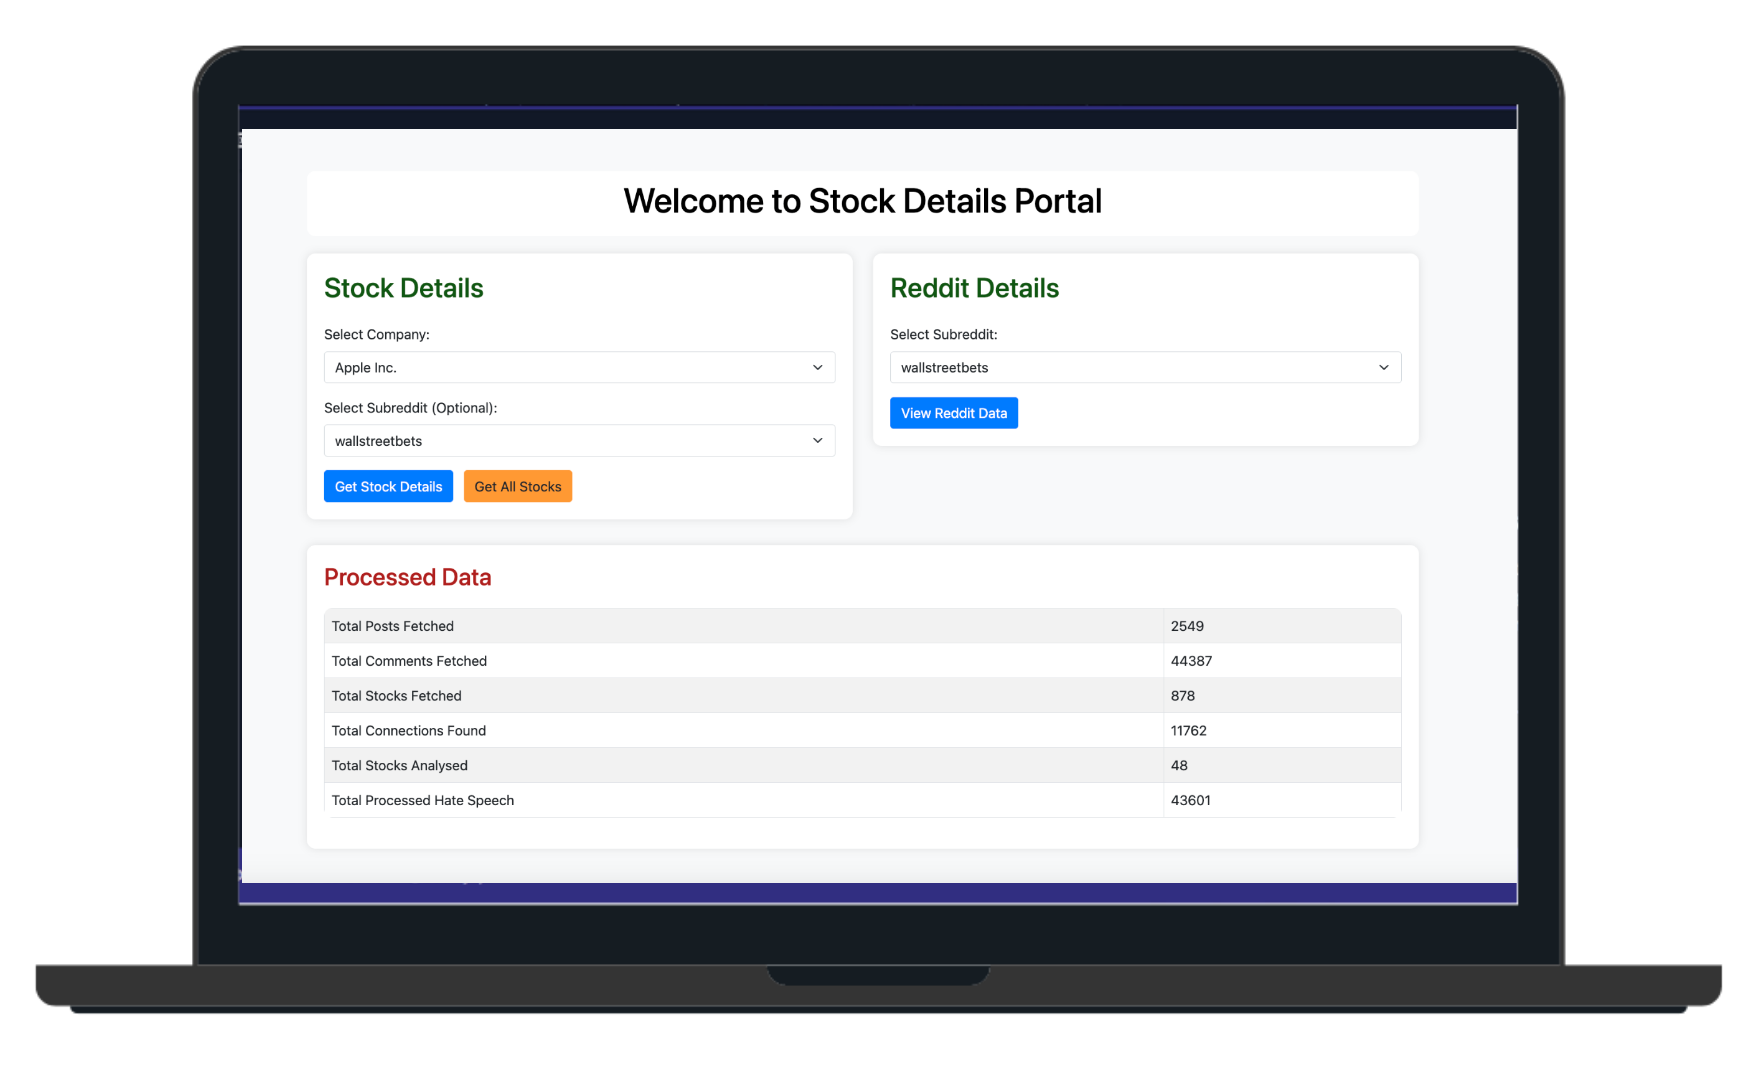 Welcome to Stock Details Portal
Stock Details
Select Company:
Apple Inc.
Select Subreddit (Optional):
wallstreetbets
Get Stock Details
Get All Stocks
Reddit Details
Select Subreddit:
wallstreetbets
View Reddit Data
Processed Data
Total Posts Fetched 2549
Total Comments Fetched 44387
Total Stocks Fetched 878
Total Connections Found 11762
Total Stocks Analysed 48
Total Processed Hate Speech 43601